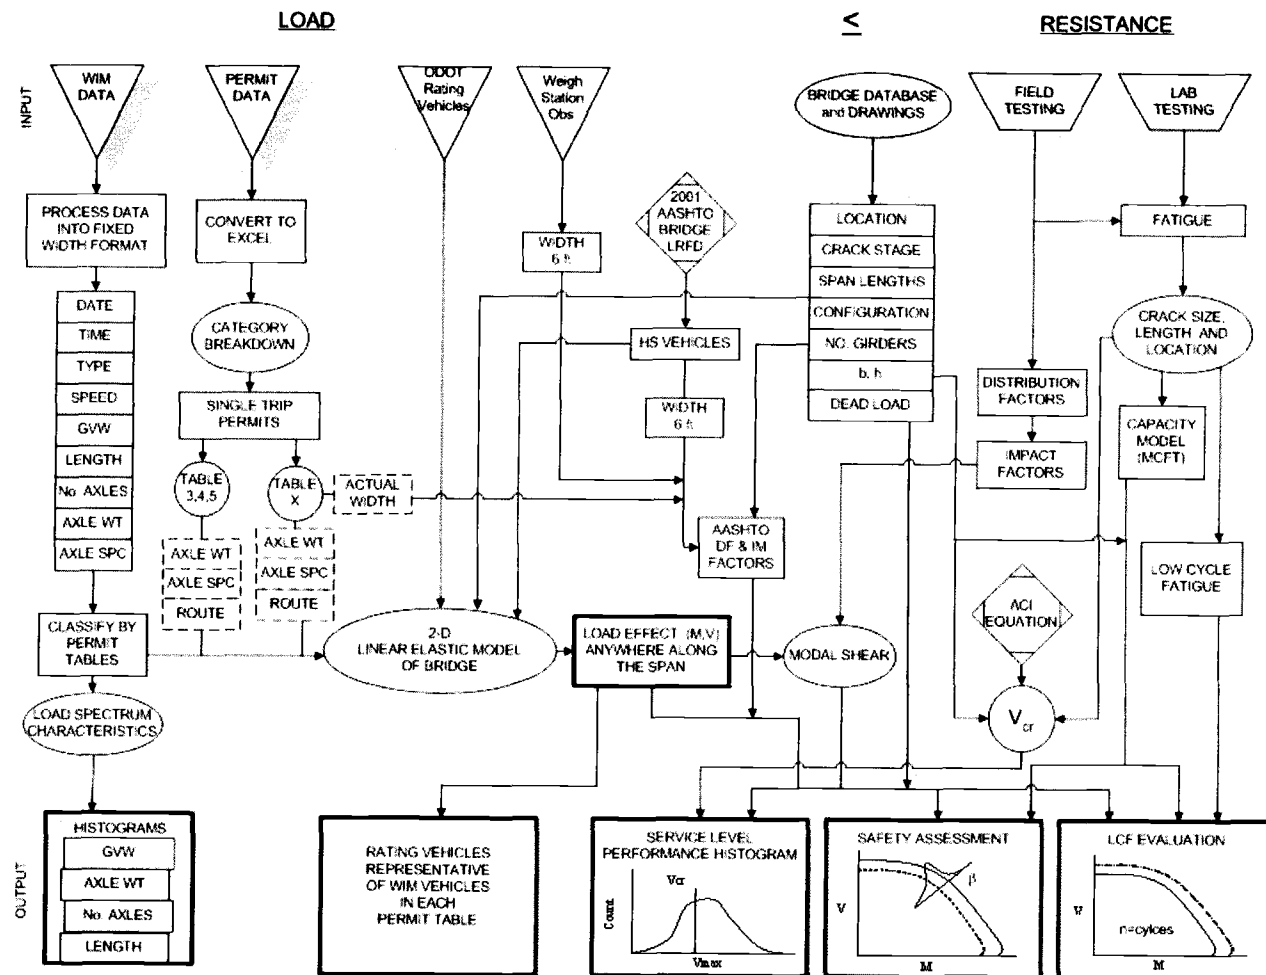 LOAD
<
RESISTANCE
INPUT
WIM
DATA
PERMIT
DATA
ODOT
Rating
Vehicles
Weigh
Station
Obs
BRIDGE DATABASE
and DRAWINGS
FIELD
TESTING
LAB
TESTING
PROCESS DATA
INTO FIXED
WIDTH FORMAT
CONVERT TO
EXCEL
WIDTH
6 ft
2001
AASHTO
BRIDGE
LRFD
LOCATION
CRACK STAGE
SPAN LENGTHS
CONFIGURATION
NO. GIRDERS
b, h
DEAD LOAD
FATIGUE
DATE
TIME
TYPE
SPEED
GVW
LENGTH
No. AXLES
AXLE WT
AXLE SPC
CATEGORY
BREAKDOWN
HS VEHICLES
CRACK SIZE,
LENGTH AND
LOCATION
SINGLE TRIP
PERMITS
WIDTH
6 ft
DISTRIBUTION
FACTORS
CAPACITY
MODEL
(MCFT)
IMPACT
FACTORS
TABLE
3,4,5
TABLE
X
ACTUAL
WIDTH
AXLE WT
AXLE SPC
ROUTE
AXLE WT
AXLE SPC
ROUTE
AASHTO
DF & IM
FACTORS
LOW CYCLE
FATIGUE
ACI
EQUATION
CLASSIFY BY
PERMIT
TABLES
2-D
LINEAR ELASTIC MODEL
OF BRIDGE
LOAD EFFECT (M,V)
ANYWHERE ALONG
THE SPAN
MODAL SHEAR
Vcr
LOAD SPECTRUM
CHARACTERISTICS
OUTPUT
HISTOGRAMS
GVW
AXLE WT
No. AXLES
LENGTH
RATING VEHICLES
REPRESENTATIVE
OF WIM VEHICLES
IN EACH
PERMIT TABLE
SERVICE LEVEL
PERFORMANCE HISTOGRAM
Vcr
Count
Vmax
SAFETY ASSESSMENT
β
V
M
LCF EVALUATION
n=cylces
M